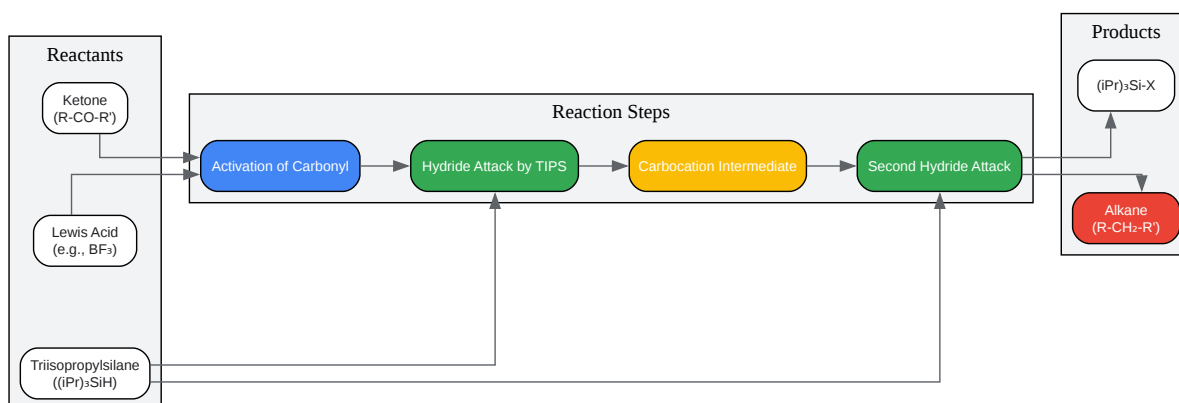 Reactants
Ketone
(R-CO-R')
Lewis Acid
(e.g., BF₃)
Triisopropylsilane
((iPr)₃SiH)
Reaction Steps
Activation of Carbonyl
Hydride Attack by TIPS
Carbocation Intermediate
Second Hydride Attack
Products
(iPr)₃Si-X
Alkane
(R-CH₂-R')